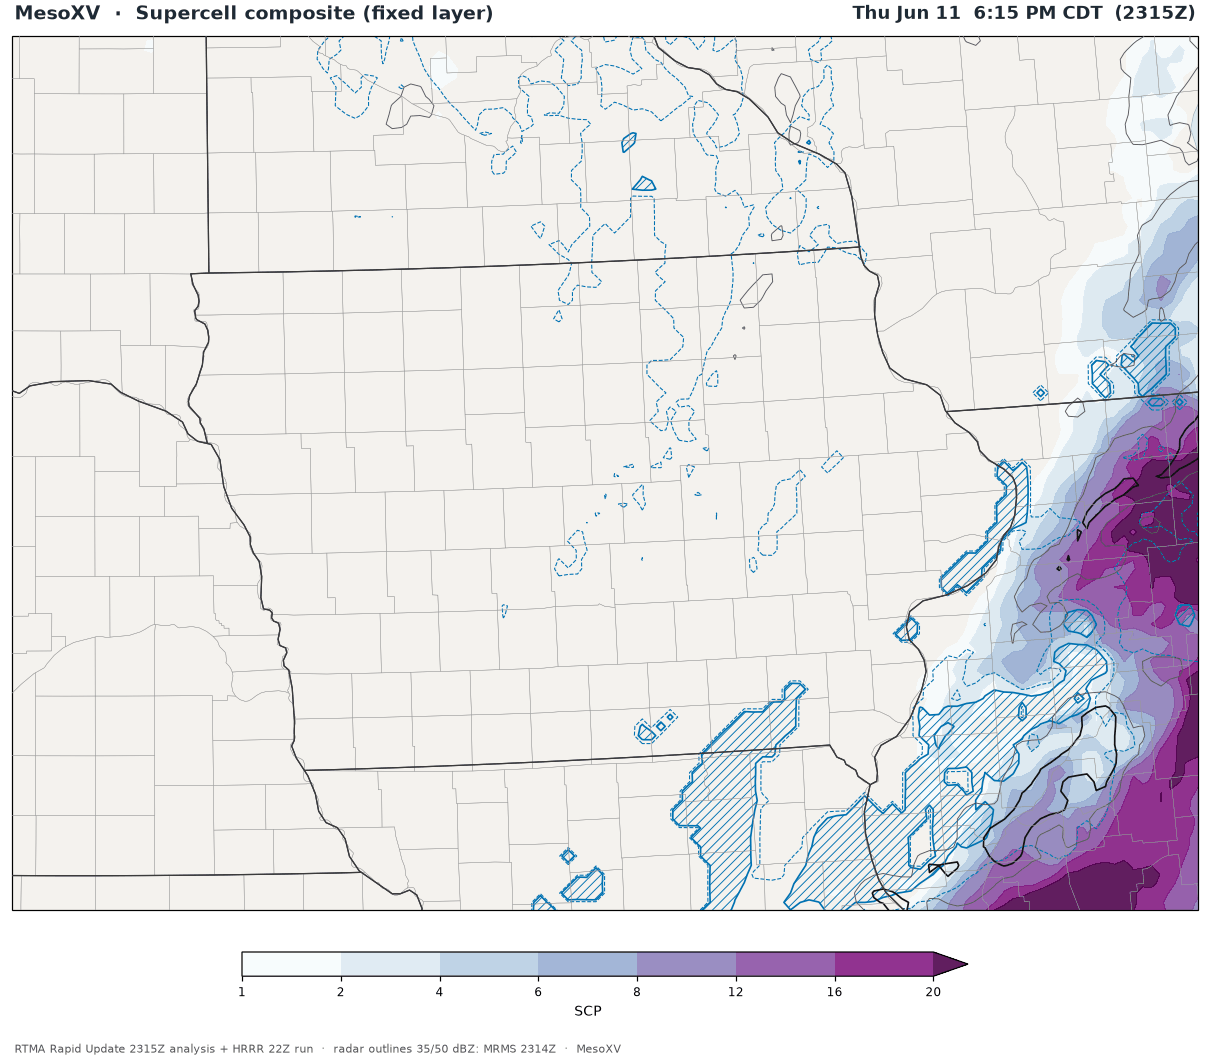 MesoXV · Supercell composite (fixed layer)
Thu Jun 11 6:15 PM CDT (2315Z)
1 2 4 6 8 12 16 20
SCP
RTMA Rapid Update 2315Z analysis + HRRR 22Z run · radar outlines 35/50 dBZ: MRMS 2314Z · MesoXV